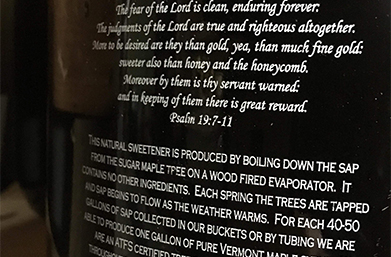 The fear of the Lord is clean, enduring forever:
The judgments of the Lord are true and righteous altogether.
More to be desired are they than gold, yea, than much fine gold:
sweeter also than honey and the honeycomb.
Moreover by them is thy servant warned:
and in keeping of them there is great reward.
Psalm 19:7-11
THIS NATURAL SWEETENER IS PRODUCED BY BOILING DOWN THE SAP
FROM THE SUGAR MAPLE TREE ON A WOOD FIRED EVAPORATOR. IT
CONTAINS NO OTHER INGREDIENTS. EACH SPRING THE TREES ARE TAPPED
AND SAP BEGINS TO FLOW AS THE WEATHER WARMS. FOR EACH 40-50
GALLONS OF SAP COLLECTED IN OUR BUCKETS OR BY TUBING WE ARE
ABLE TO PRODUCE ONE GALLON OF PURE VERMONT MAPLE
ARE AN ATFS CERTIFIED